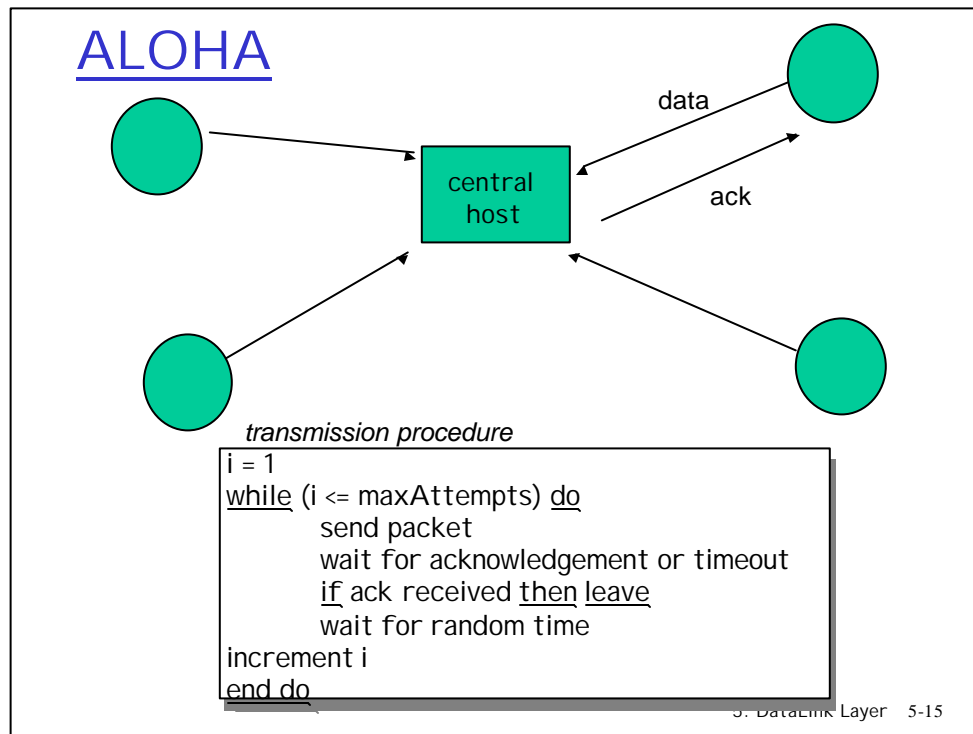 ALOHA
data
central
host
ack
transmission procedure
i = 1
while (i <= maxAttempts) do
send packet
wait for acknowledgement or timeout
if ack received then leave
wait for random time
increment i
end do
5: DataLink Layer 5-15